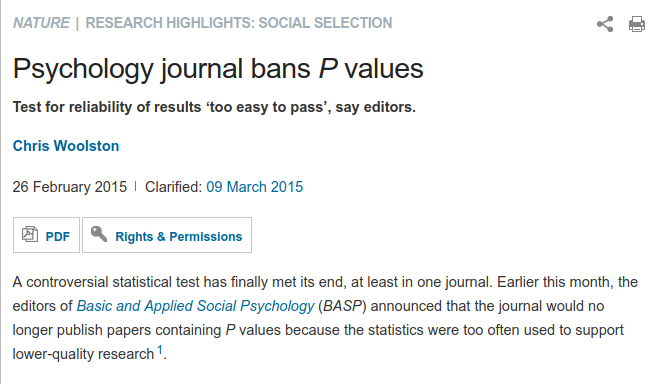 NATURE | RESEARCH HIGHLIGHTS: SOCIAL SELECTION
Psychology journal bans P values
Test for reliability of results ‘too easy to pass’, say editors.
Chris Woolston
26 February 2015 | Clarified: 09 March 2015
PDF Rights & Permissions
A controversial statistical test has finally met its end, at least in one journal. Earlier this month, the
editors of Basic and Applied Social Psychology (BASP) announced that the journal would no
longer publish papers containing P values because the statistics were too often used to support
lower-quality research 1.